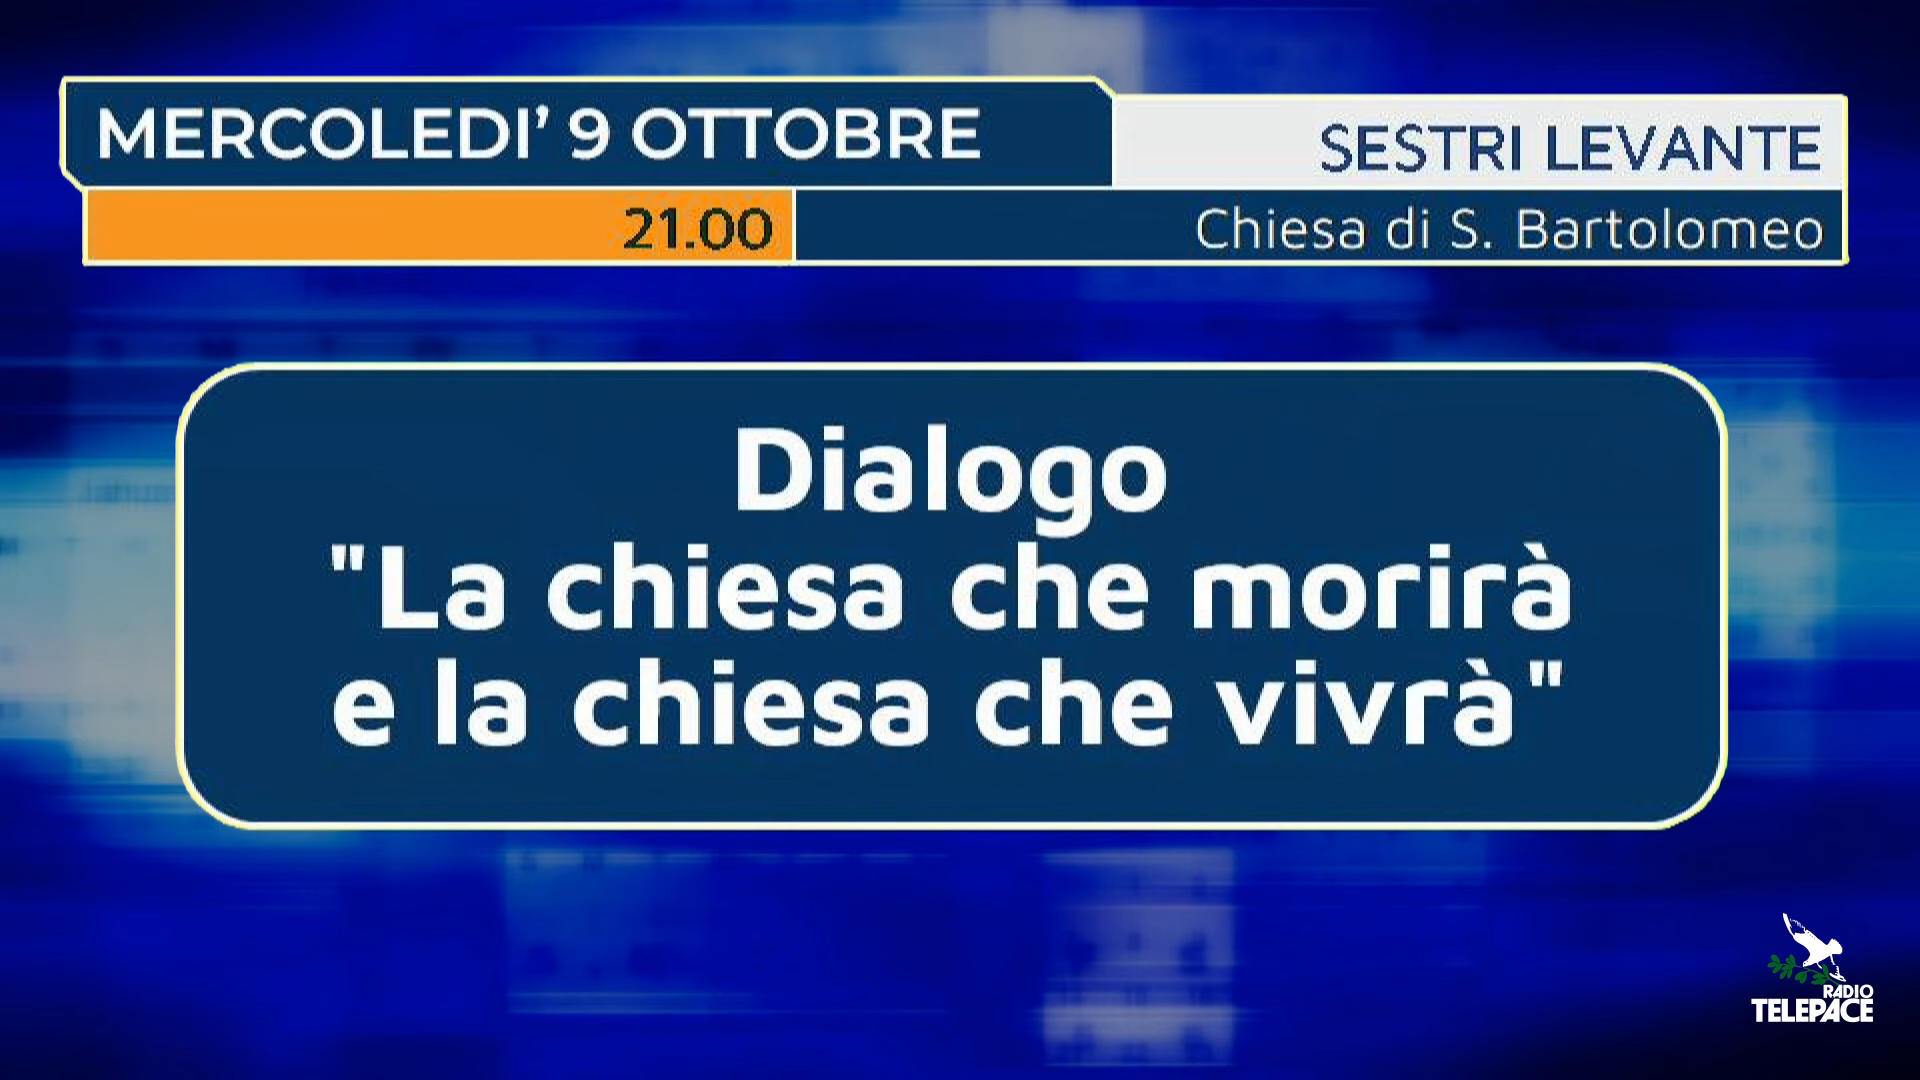 MERCOLEDI' 9 OTTOBRE
SESTRI LEVANTE
21.00
Chiesa di S. Bartolomeo
Dialogo
"La chiesa che morirà
e la chiesa che vivrà"
RADIO
TELEPACE